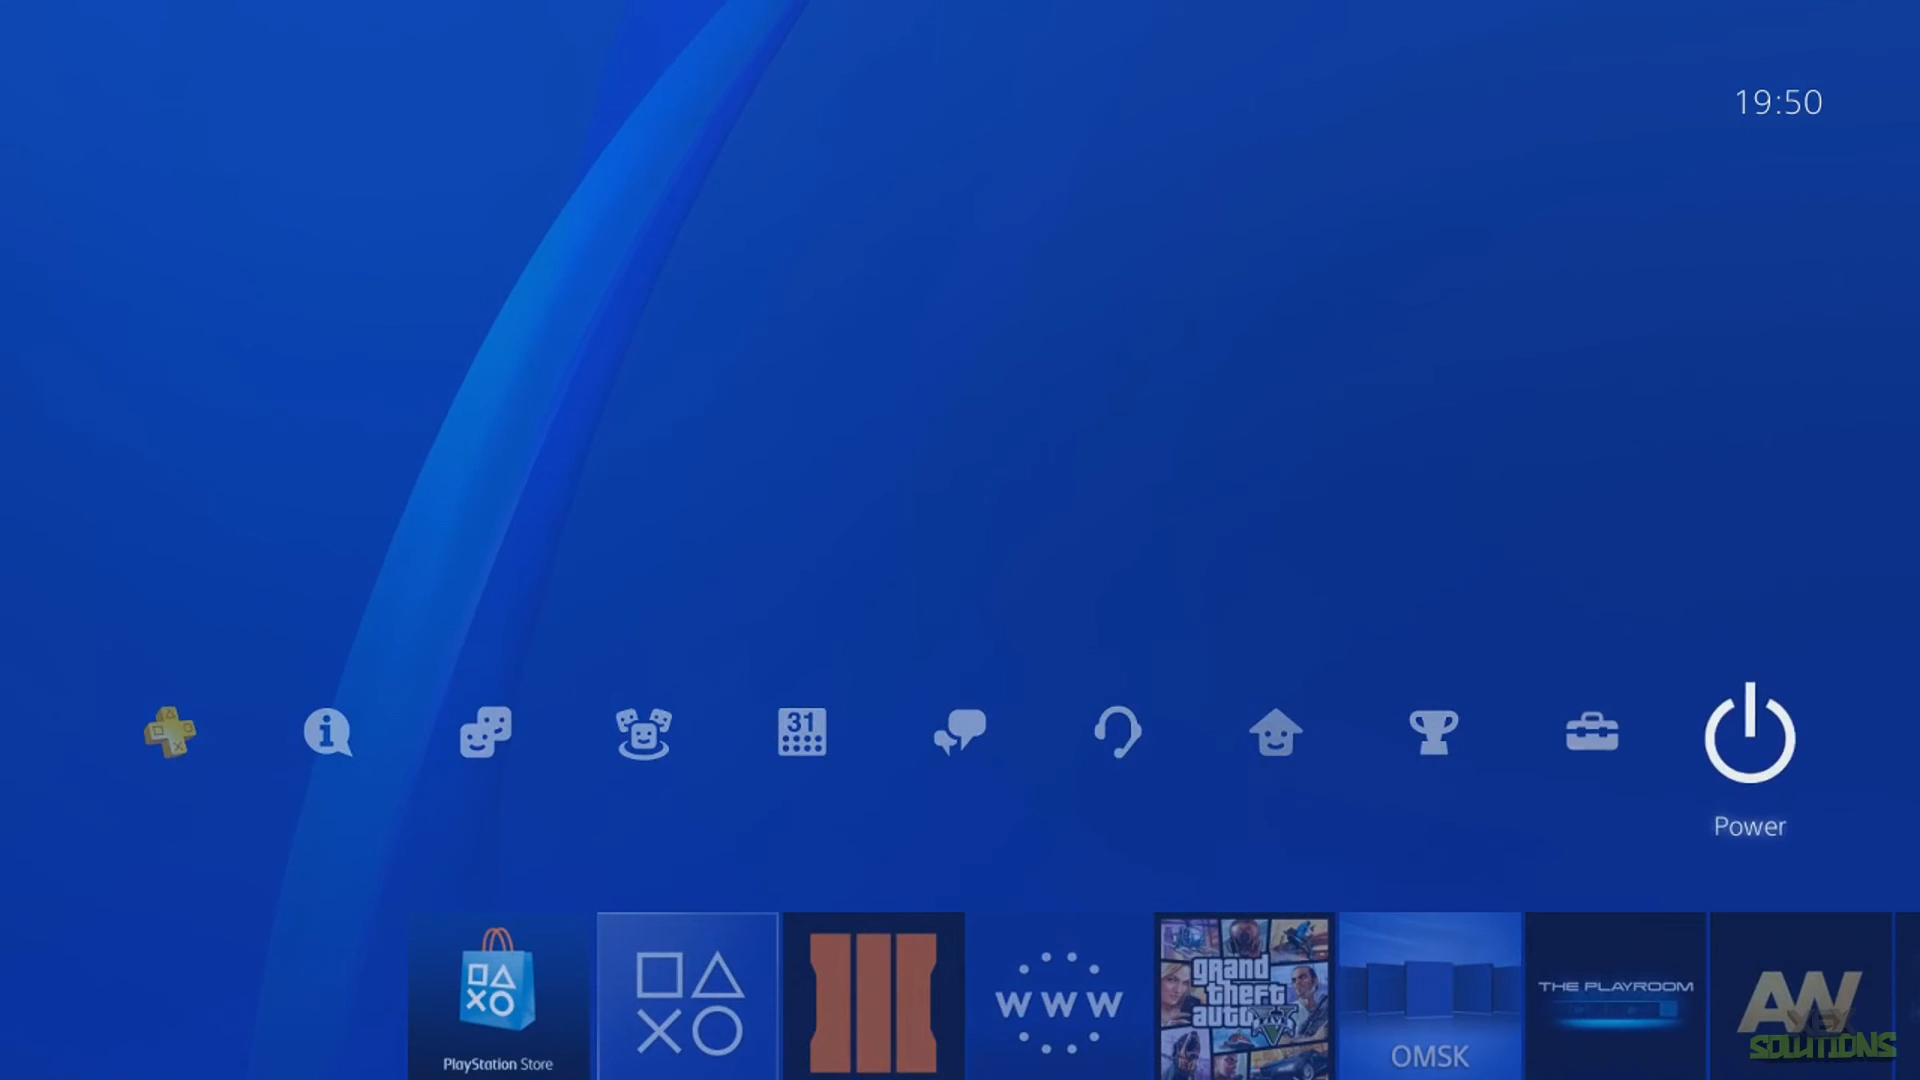 19:50
31
Power
PlayStation Store
WWW
grand
theft
auto
V
OMSK
THE PLAYROOM
AW
SOLUTIONS